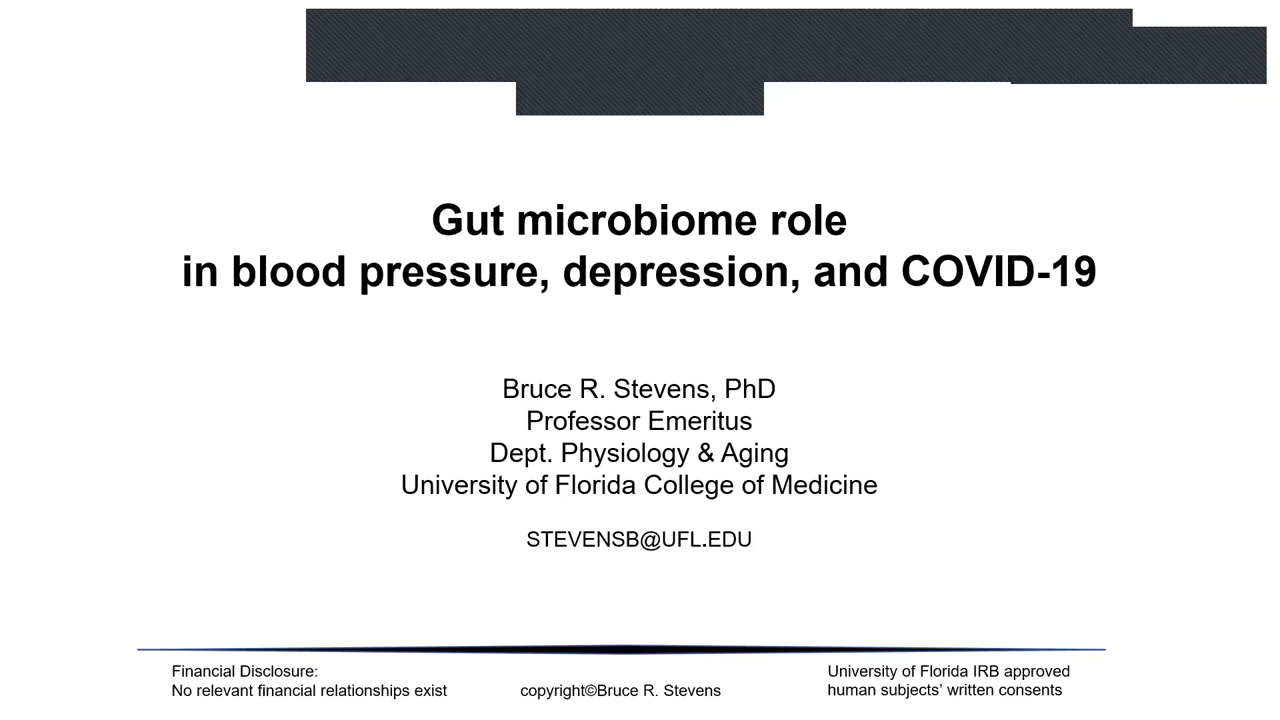 Gut microbiome role
in blood pressure, depression, and COVID-19
Bruce R. Stevens, PhD
Professor Emeritus
Dept. Physiology & Aging
University of Florida College of Medicine
STEVENSB@UFL.EDU
Financial Disclosure:
No relevant financial relationships exist
copyright©Bruce R. Stevens
University of Florida IRB approved
human subjects’ written consents